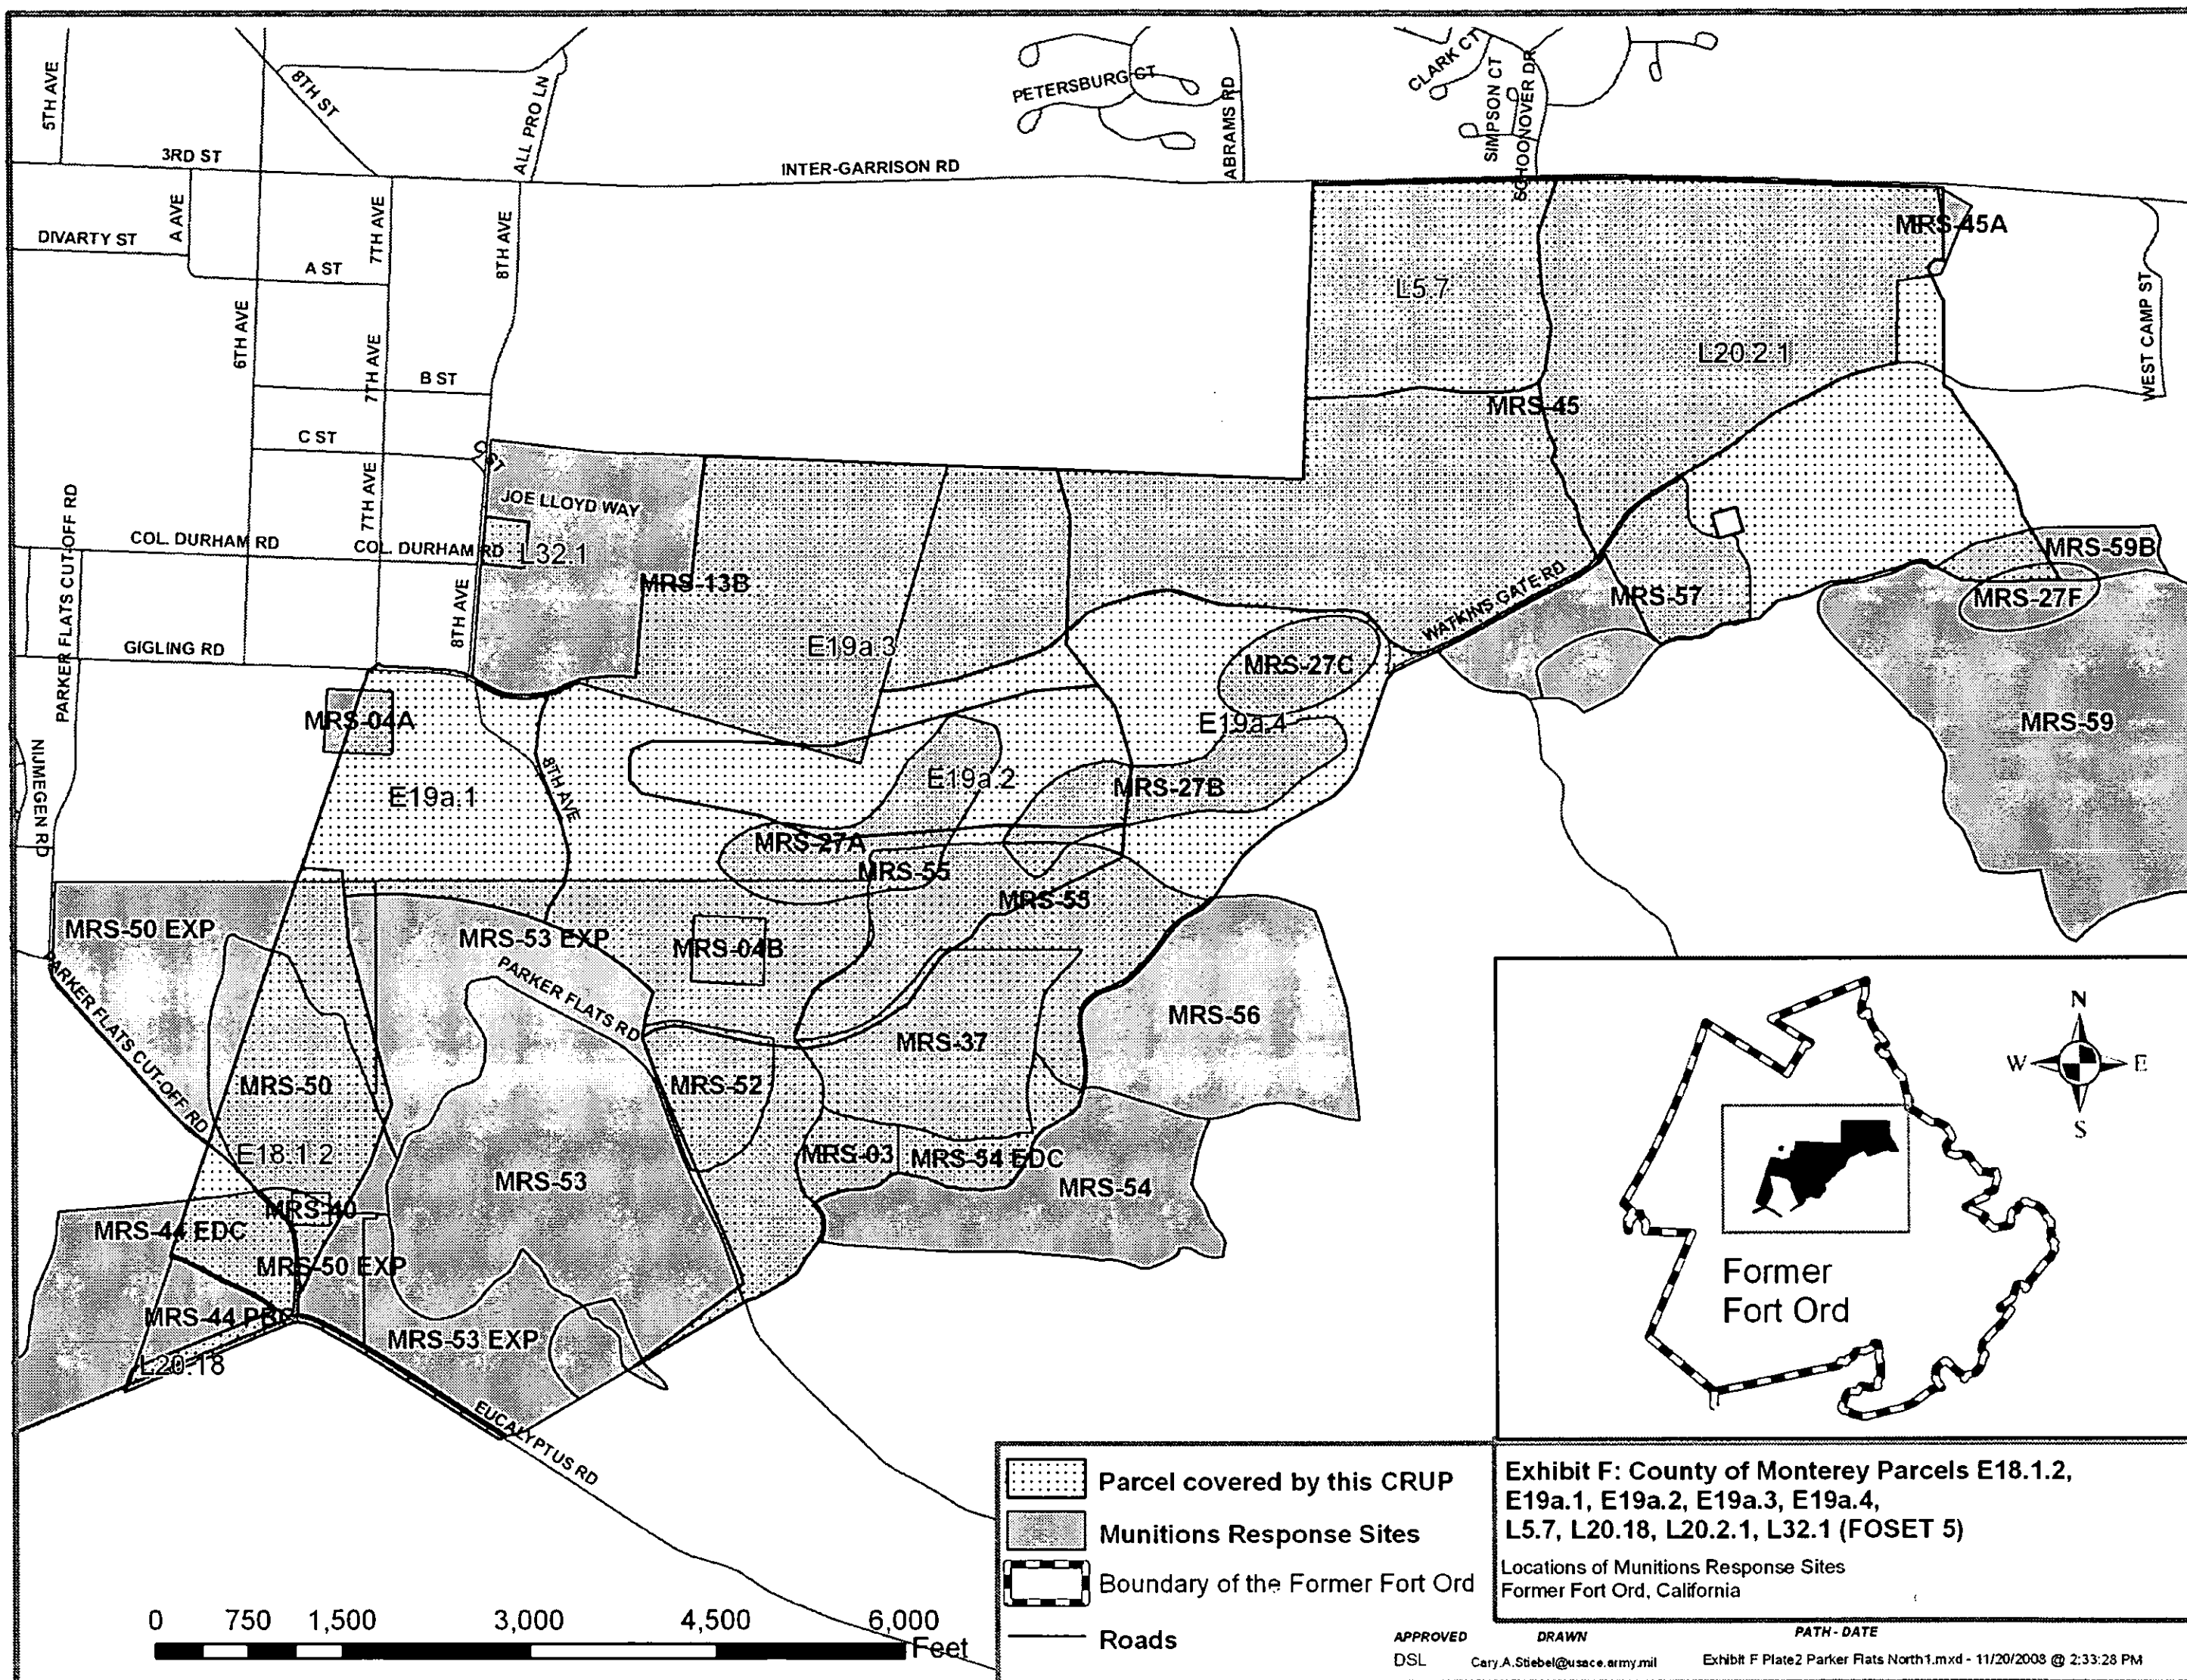 5TH AVE
8TH ST
ALL PRO LN
PETERSBURG CT
ABRAMS RD
CLARK CT
SIMPSON CT
SCHOONOVER DR
3RD ST
INTER-GARRISON RD
A AVE
7TH AVE
8TH AVE
DIVARTY ST
A ST
MRS-45A
L5.7
WEST CAMP ST
6TH AVE
7TH AVE
B ST
L20.2.1
MRS-45
C ST
C ST
7TH AVE
JOE LLOYD WAY
PARKER FLATS CUT-OFF RD
COL. DURHAM RD
COL. DURHAM RD
L32.1
MRS-13B
MRS-59B
8TH AVE
WATKINS GATE RD
MRS-57
MRS-27F
GIGLING RD
E19a.3
MRS-27C
MRS-04A
E19a.4
MRS-59
NIJMEGEN RD
8TH AVE
E19a.1
E19a.2
MRS-27B
MRS-27A
MRS-55
MRS-55
MRS-50 EXP
MRS-53 EXP
MRS-04B
PARKER FLATS CUT-OFF RD
PARKER FLATS RD
MRS-56
MRS-37
MRS-50
MRS-52
E18.1.2
MRS-03
MRS-54 EDC
MRS-53
MRS-54
MRS-40
MRS-44 EDC
MRS-50 EXP
MRS-44 PBC
MRS-53 EXP
L20.18
EUCALYPTUS RD
N
W
E
S
Former
Fort Ord
Parcel covered by this CRUP
Munitions Response Sites
Boundary of the Former Fort Ord
Roads
0 750 1,500 3,000 4,500 6,000
Feet
Exhibit F: County of Monterey Parcels E18.1.2,
E19a.1, E19a.2, E19a.3, E19a.4,
L5.7, L20.18, L20.2.1, L32.1 (FOSET 5)
Locations of Munitions Response Sites
Former Fort Ord, California
APPROVED DRAWN PATH - DATE
DSL Cary.A.Stiebel@usace.army.mil Exhibit F Plate2 Parker Flats North1.mxd - 11/20/2008 @ 2:33:28 PM